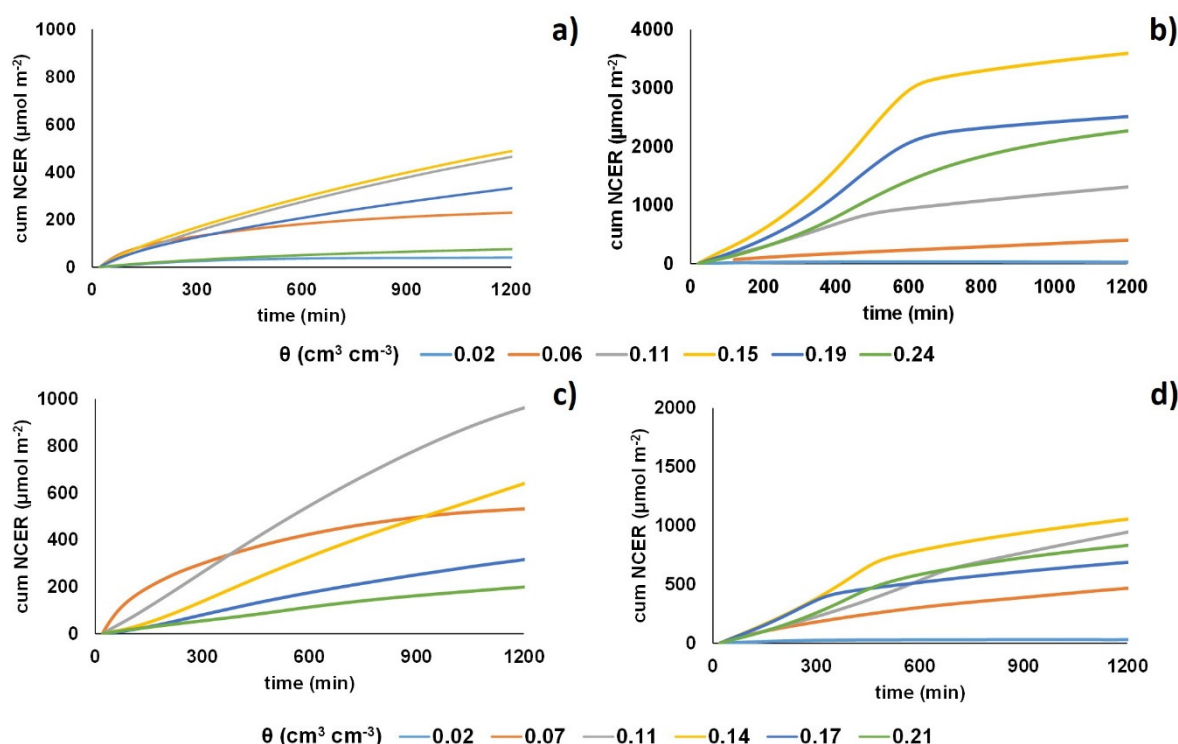 a)
cum NCER (µmol m-2)
1000
800
600
400
200
0
0 300 600 900 1200
time (min)
b)
cum NCER (µmol m-2)
4000
3000
2000
1000
0
0 200 400 600 800 1000 1200
time (min)
θ (cm³ cm-³) 0.02 0.06 0.11 0.15 0.19 0.24
c)
cum NCER (µmol m-2)
1000
800
600
400
200
0
0 300 600 900 1200
time (min)
d)
cum NCER (µmol m-2)
2000
1500
1000
500
0
0 300 600 900 1200
time (min)
θ (cm³ cm-³) 0.02 0.07 0.11 0.14 0.17 0.21